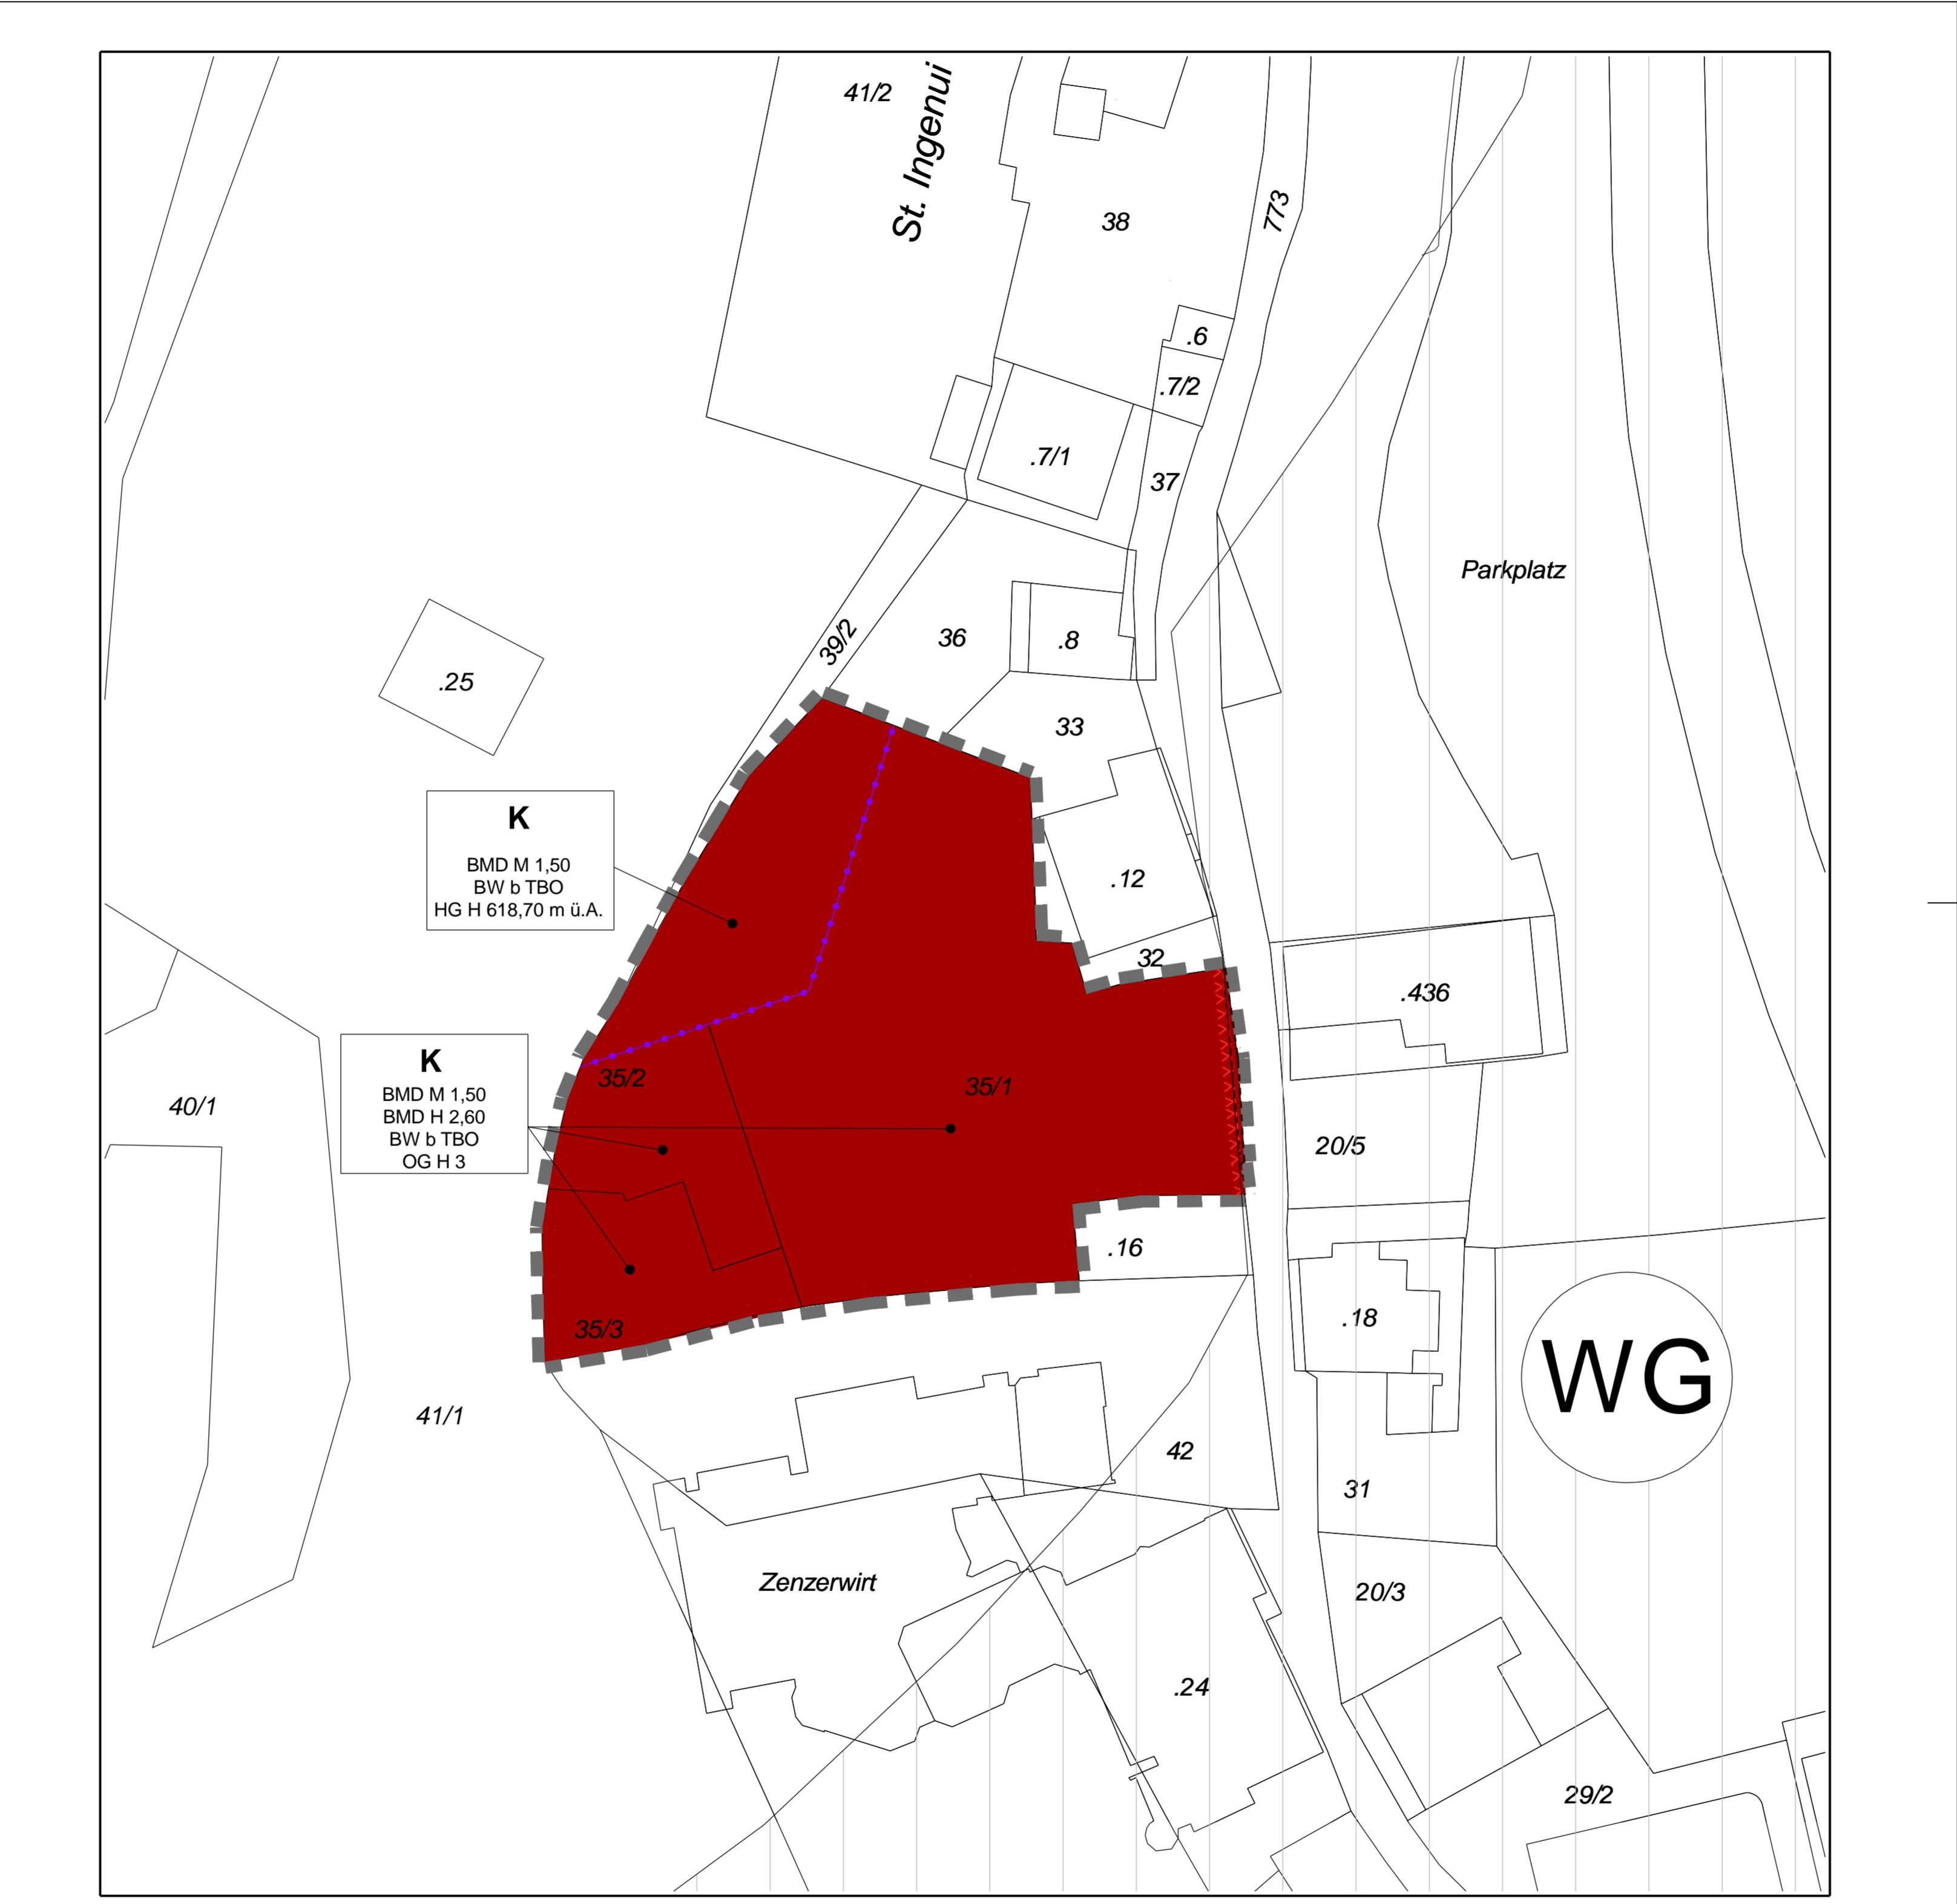 41/2
St. Ingenui
38
773
.6
.7/2
.7/1
37
Parkplatz
39/2
36
.8
.25
33
K
BMD M 1,50
BW b TBO
HG H 618,70 m ü.A.
.12
32
.436
K
BMD M 1,50
BMD H 2,60
BW b TBO
OG H 3
35/2
35/1
40/1
20/5
.16
.18
35/3
WG
41/1
42
31
Zenzerwirt
20/3
.24
29/2